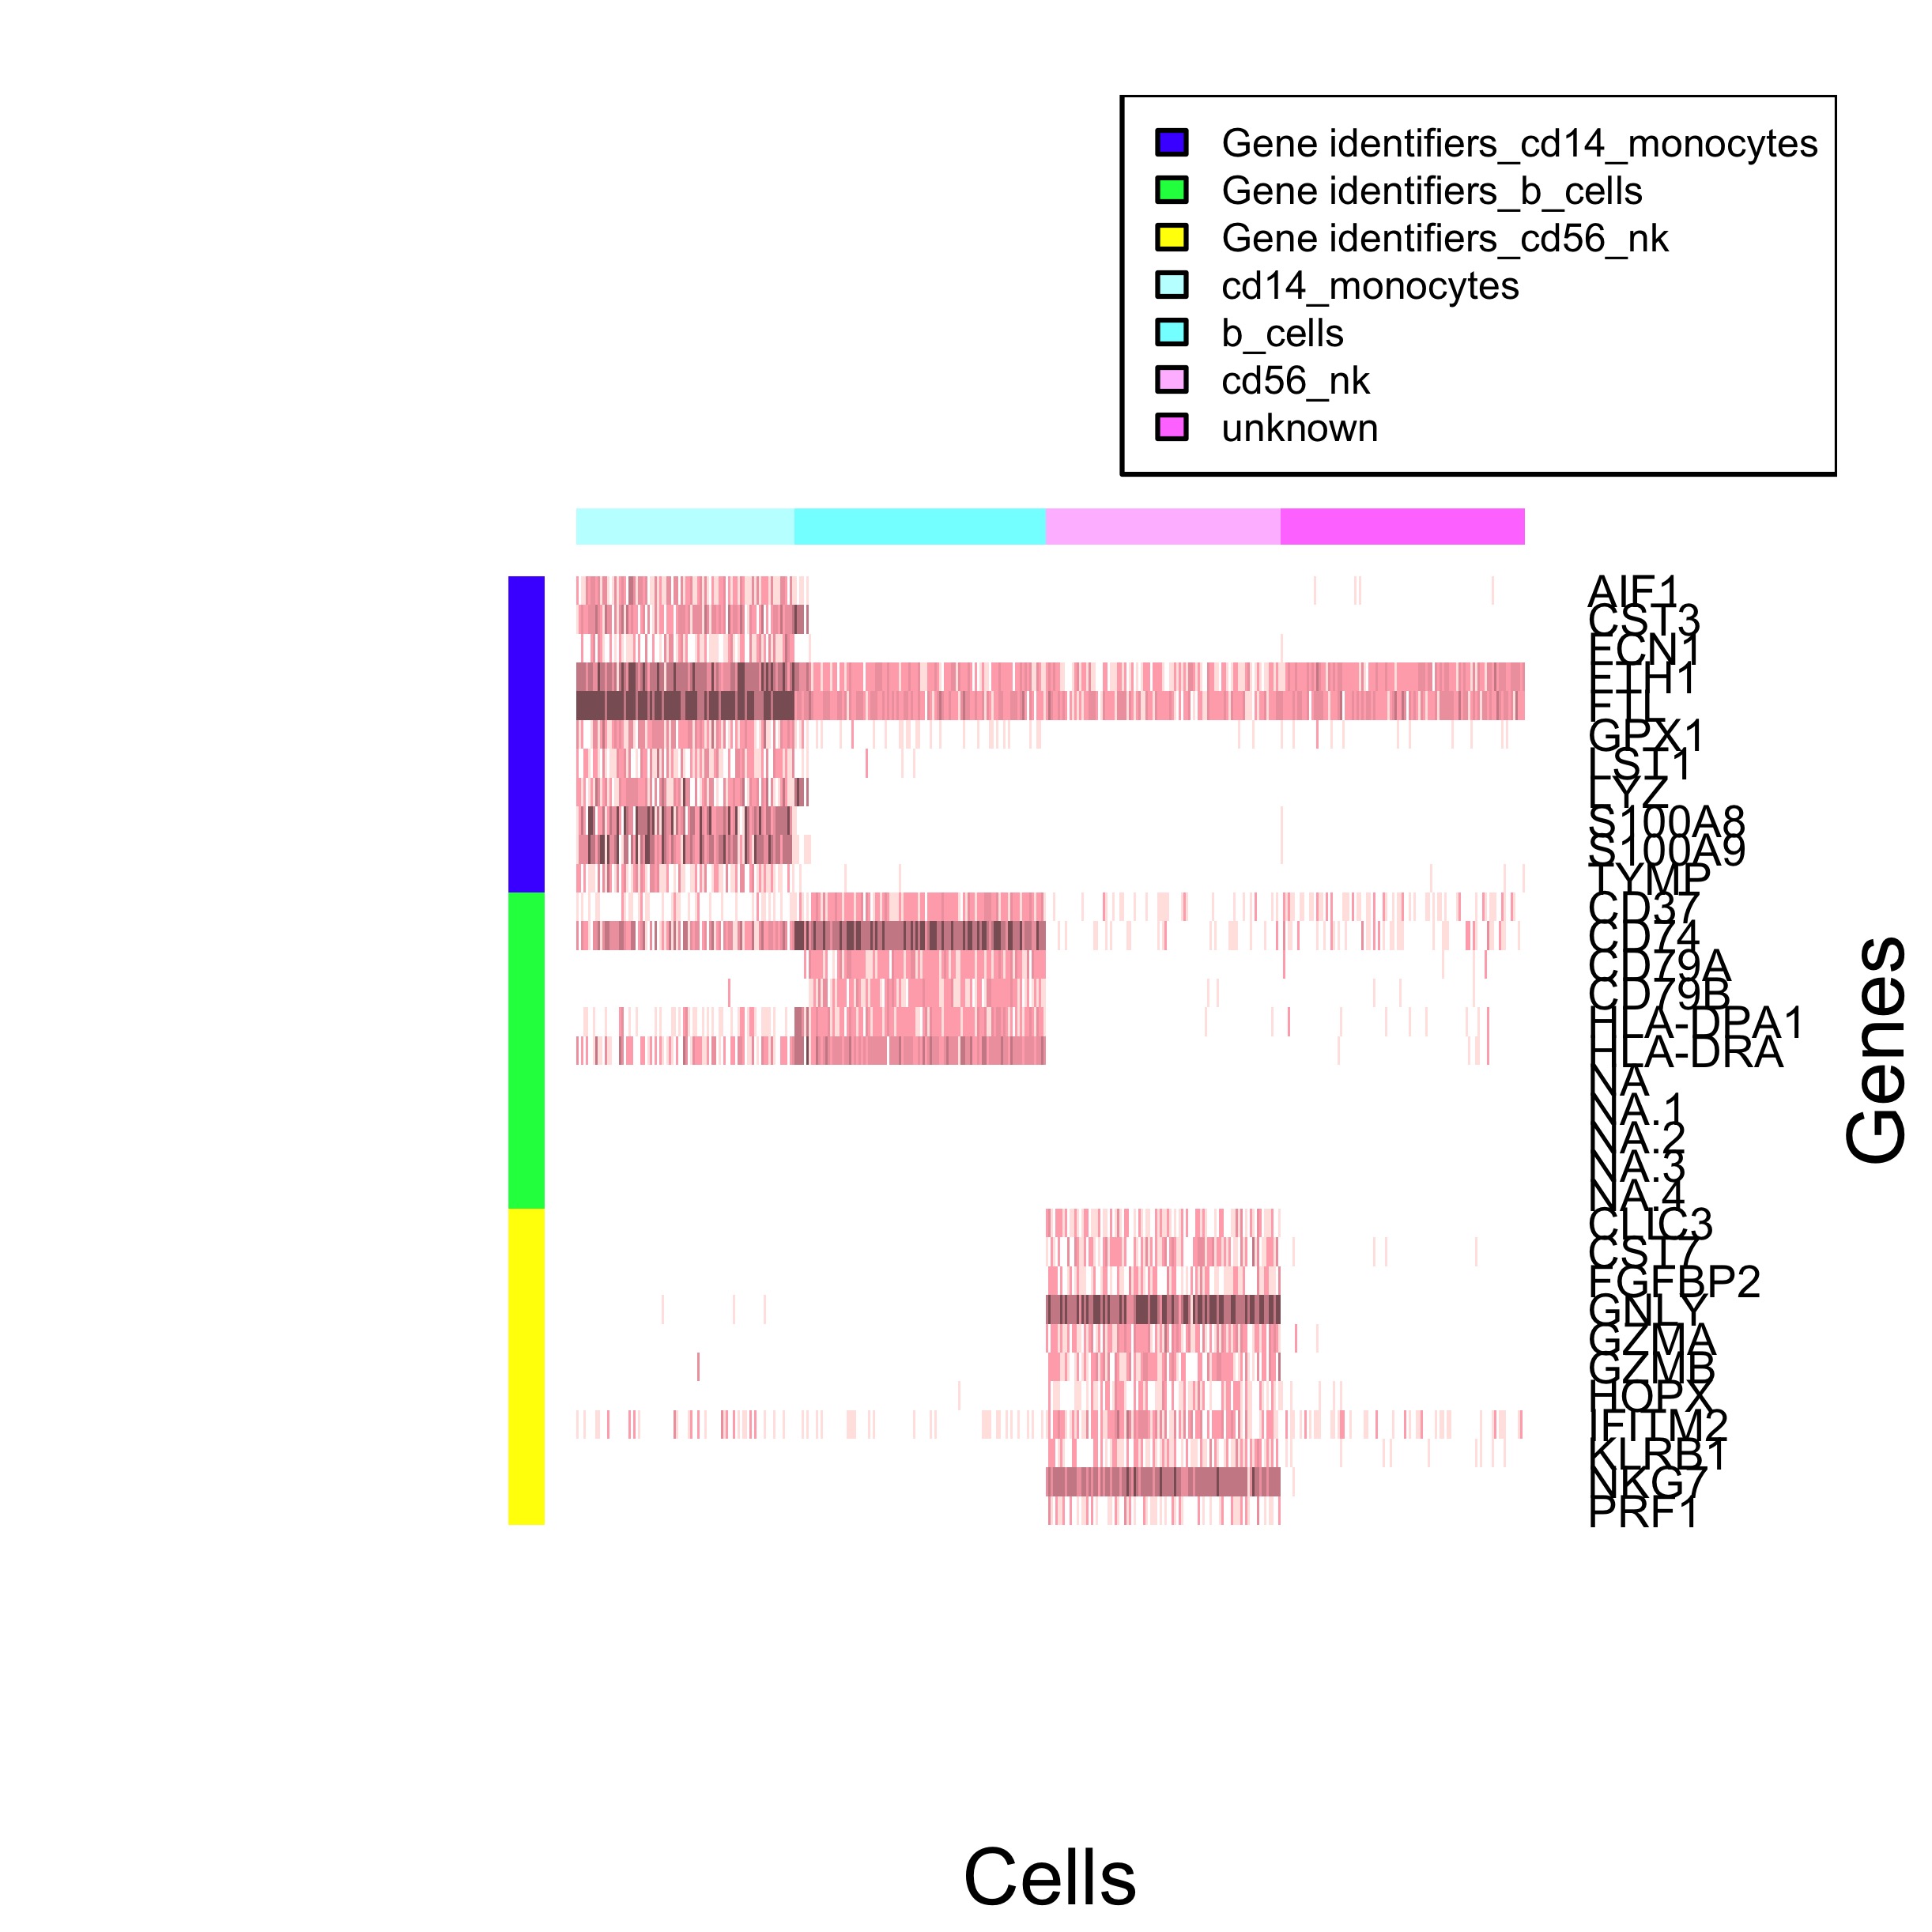 Gene identifiers_cd14_monocytes
Gene identifiers_b_cells
Gene identifiers_cd56_nk
cd14_monocytes
b_cells
cd56_nk
unknown
AIF1
CST3
FCN1
FTH1
FTL
GPX1
LST1
LYZ
S100A8
S100A9
TYMP
CD37
CD74
CD79A
CD79B
HLA-DPA1
HLA-DRA
NA
NA.1
NA.2
NA.3
NA.4
CLIC3
CST7
FGFBP2
GNLY
GZMA
GZMB
HOPX
IFITM2
KLRB1
NKG7
PRF1
Genes
Cells